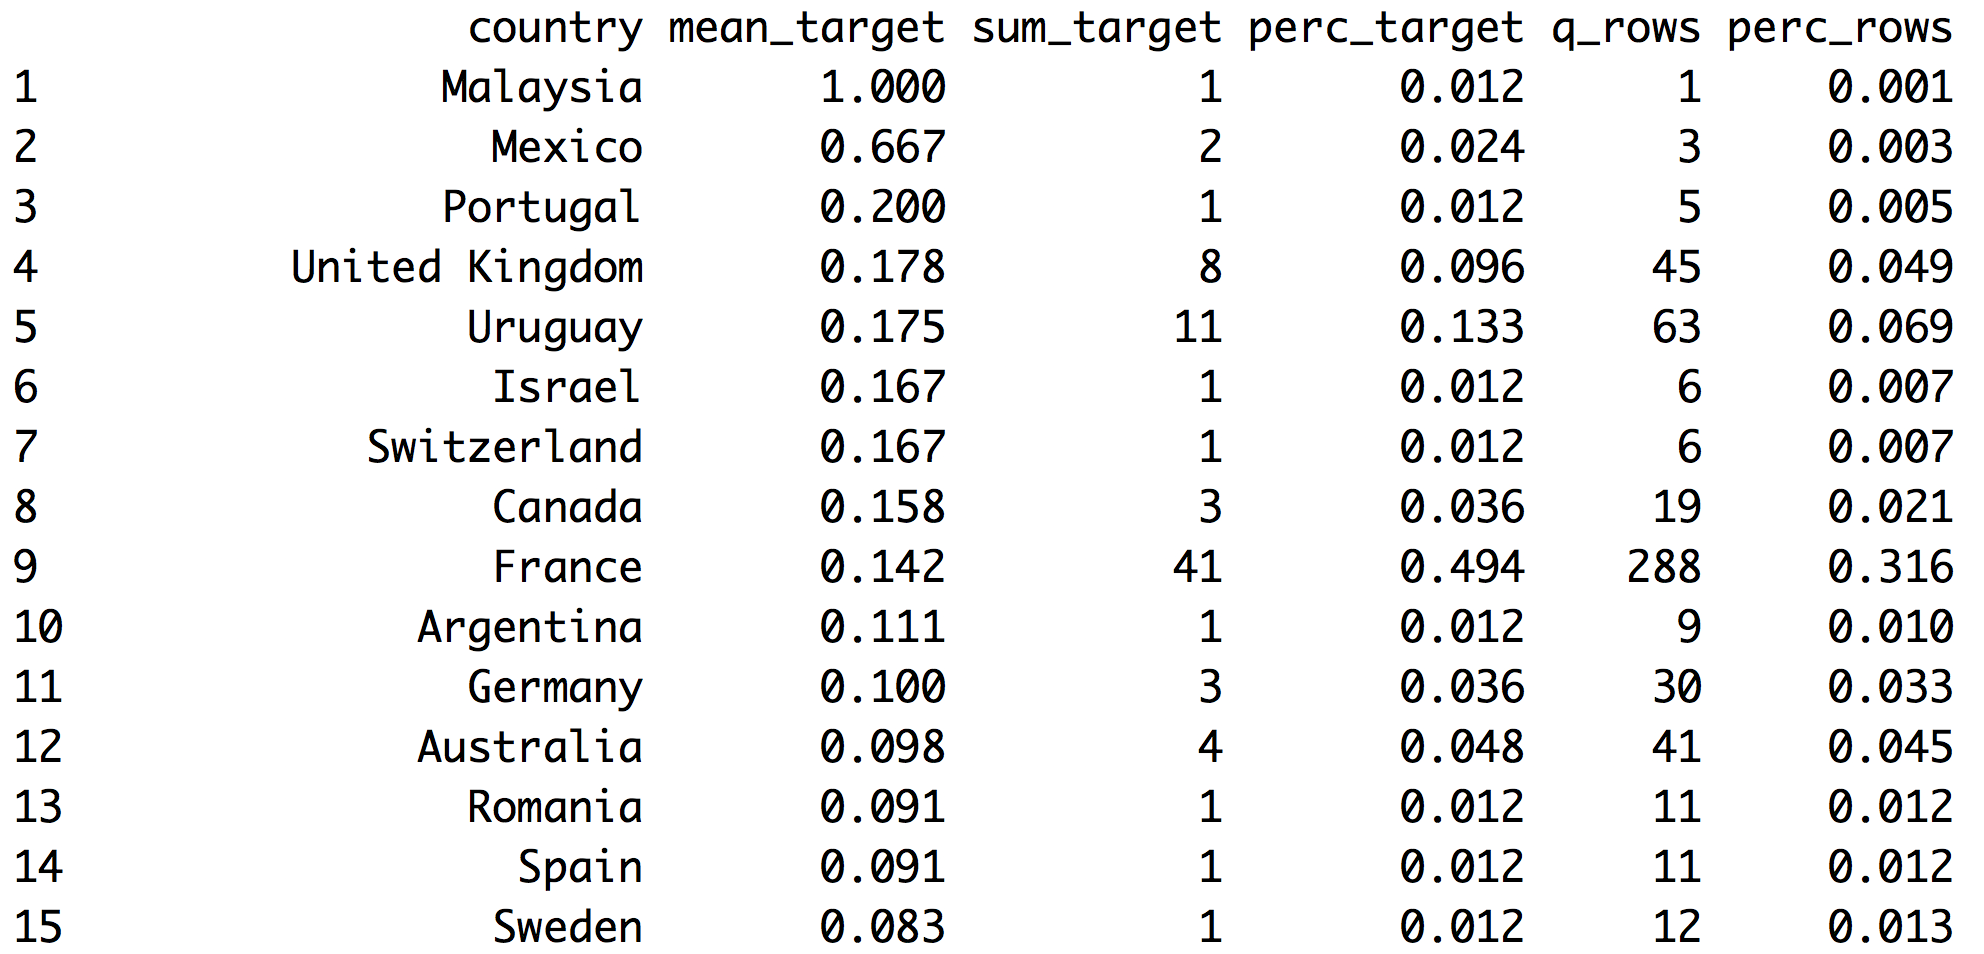 country mean_target sum_target perc_target q_rows perc_rows
1 Malaysia 1.000 1 0.012 1 0.001
2 Mexico 0.667 2 0.024 3 0.003
3 Portugal 0.200 1 0.012 5 0.005
4 United Kingdom 0.178 8 0.096 45 0.049
5 Uruguay 0.175 11 0.133 63 0.069
6 Israel 0.167 1 0.012 6 0.007
7 Switzerland 0.167 1 0.012 6 0.007
8 Canada 0.158 3 0.036 19 0.021
9 France 0.142 41 0.494 288 0.316
10 Argentina 0.111 1 0.012 9 0.010
11 Germany 0.100 3 0.036 30 0.033
12 Australia 0.098 4 0.048 41 0.045
13 Romania 0.091 1 0.012 11 0.012
14 Spain 0.091 1 0.012 11 0.012
15 Sweden 0.083 1 0.012 12 0.013